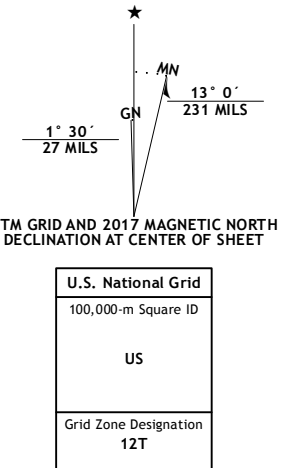 MN
13° 0´
231 MILS
GN
1° 30´
27 MILS
TM GRID AND 2017 MAGNETIC NORTH
DECLINATION AT CENTER OF SHEET
U.S. National Grid
100,000-m Square ID
US
Grid Zone Designation
12T